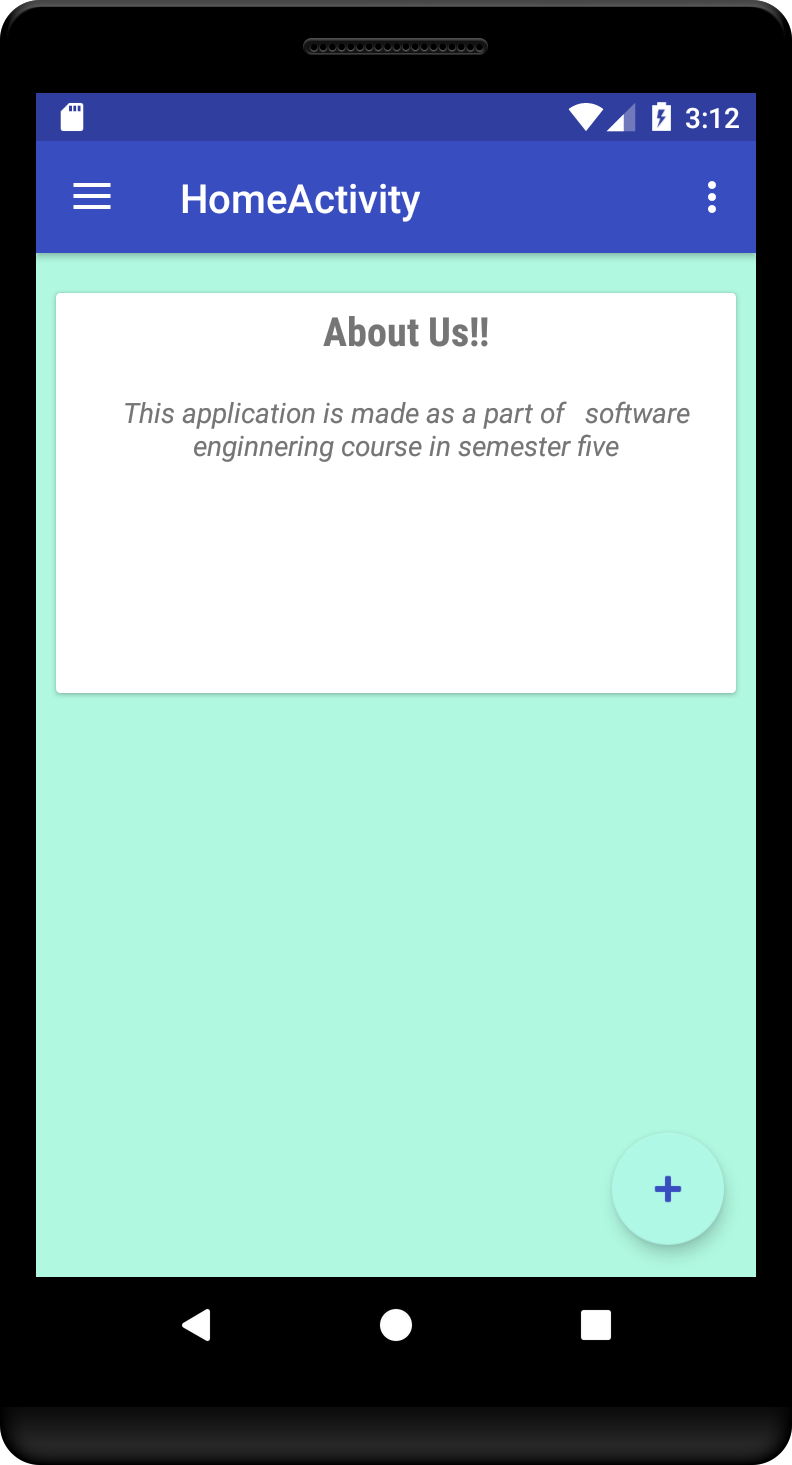 3:12
HomeActivity
About Us!!
This application is made as a part of   software
enginnering course in semester five